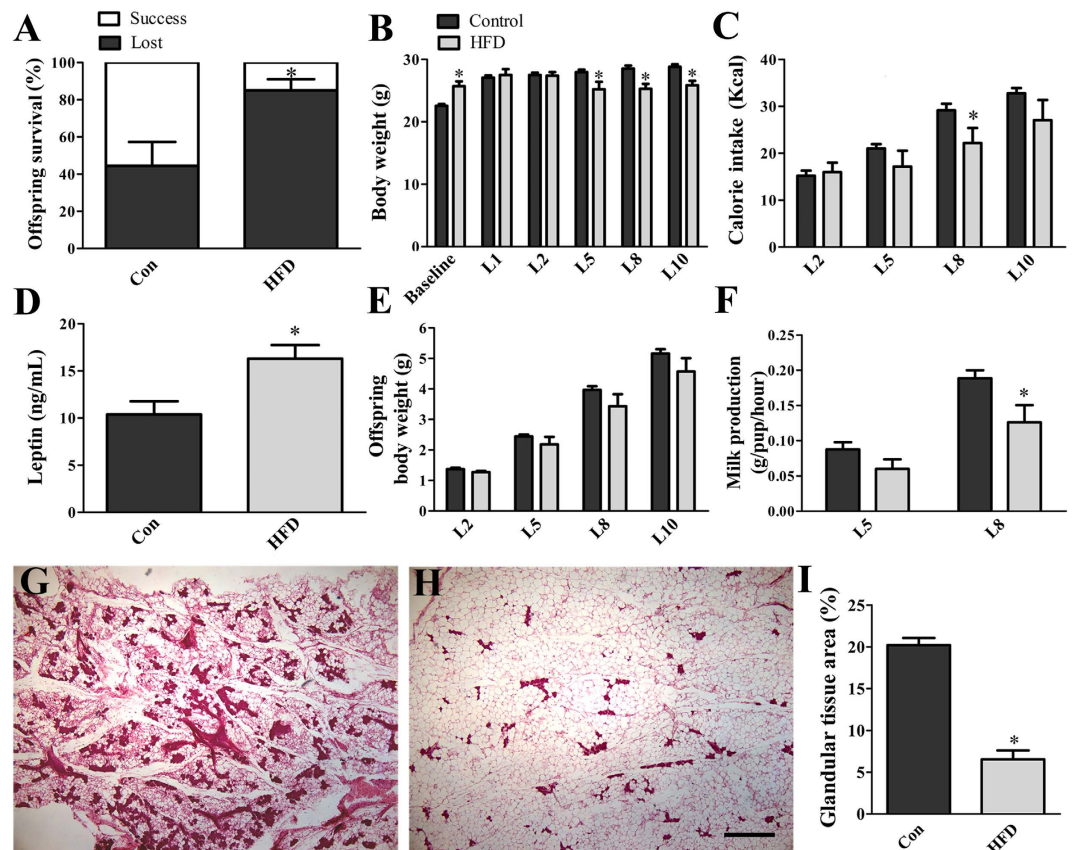 A
Success
Lost
Offspring survival (%)
100
80
60
40
20
0
*
Con
HFD
B
Control
HFD
Body weight (g)
30
20
10
0
*
*
*
*
Baseline
L1
L2
L5
L8
L10
C
Calorie intake (Kcal)
40
30
20
10
0
*
L2
L5
L8
L10
D
Leptin (ng/mL)
20
15
10
5
0
*
Con
HFD
E
Offspring
body weight (g)
6
5
4
3
2
1
0
L2
L5
L8
L10
F
Milk production
(g/pup/hour)
0.25
0.20
0.15
0.10
0.05
0.00
*
L5
L8
G
H
I
Glandular tissue area (%)
25
20
15
10
5
0
*
Con
HFD